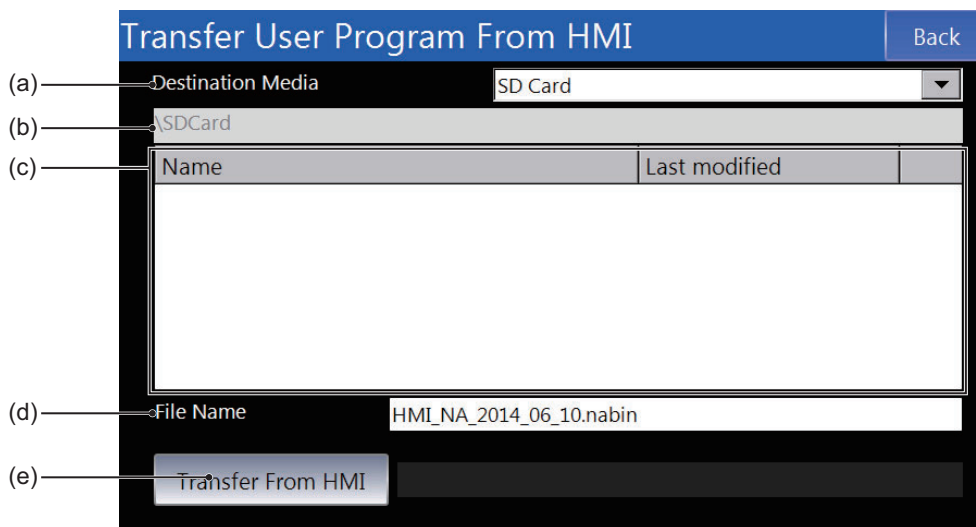 Transfer User Program From HMI Back
(a) Destination Media SD Card
(b) \SDCard
(c) Name Last modified
(d) File Name HMI_NA_2014_06_10.nabin
(e) Transfer From HMI